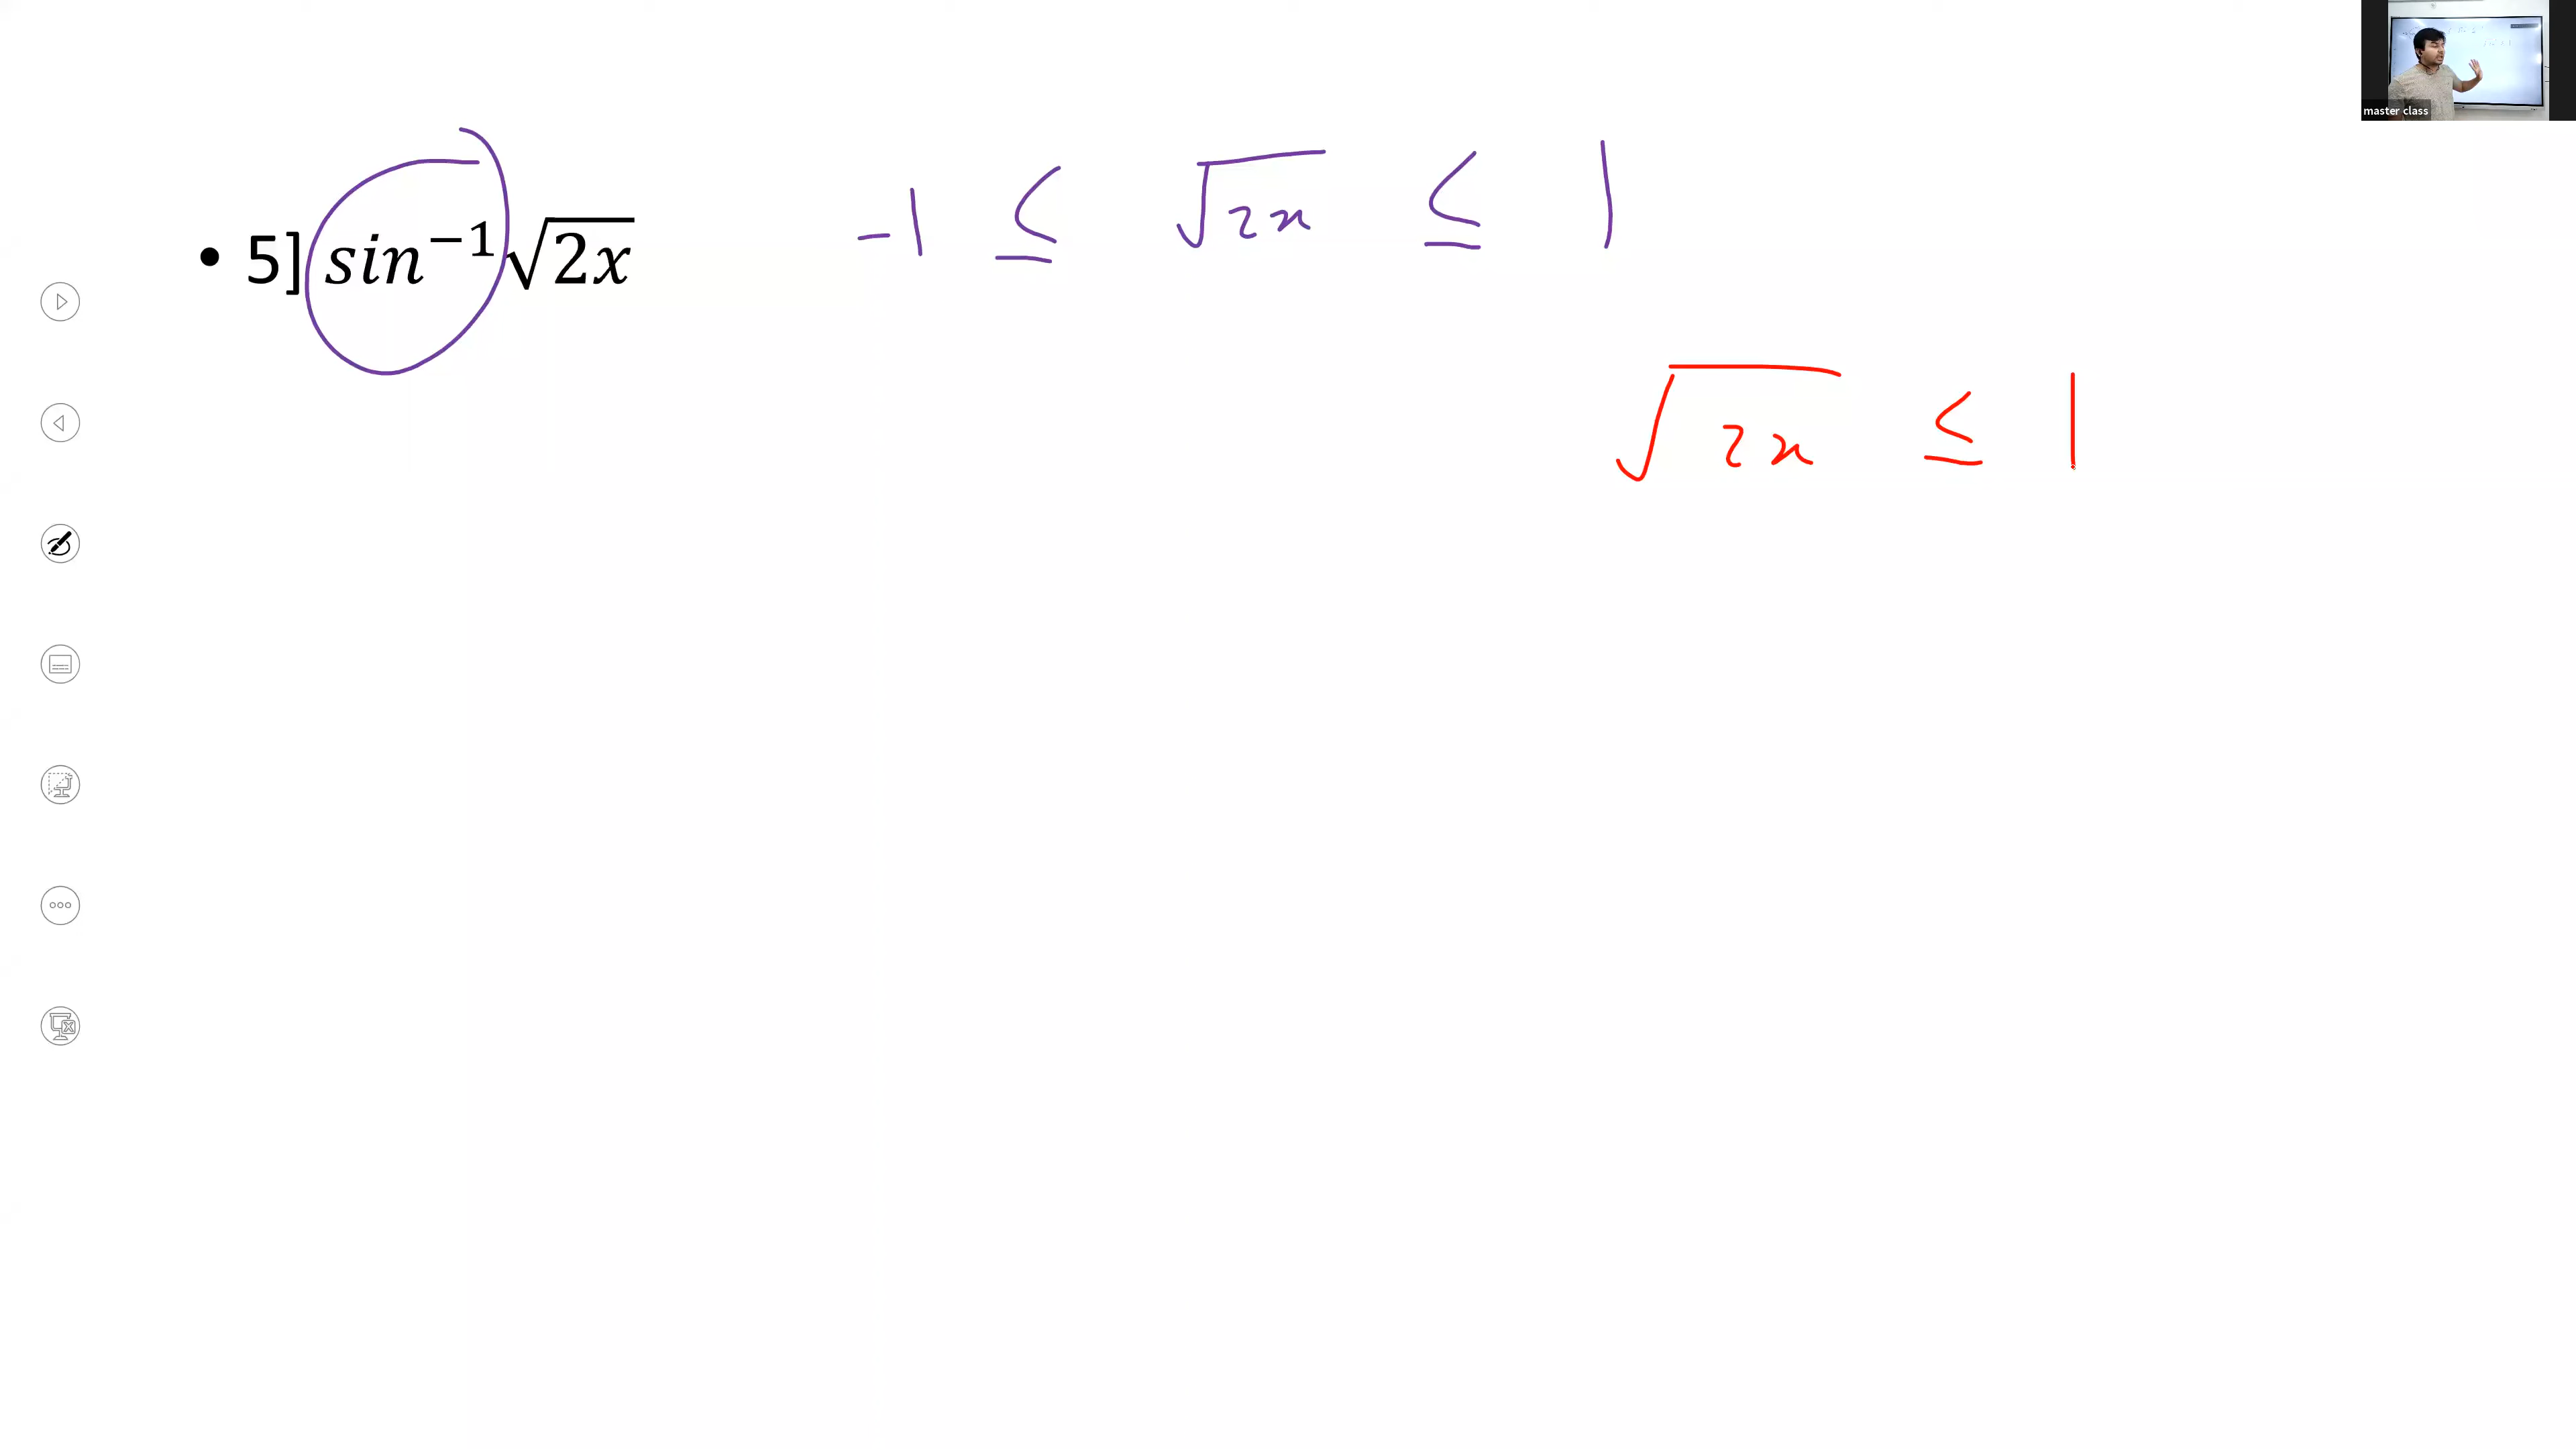 master class
• 5] sin⁻¹√(2x)
-1 ≤ √(2x) ≤ 1
√(2x) ≤ 1